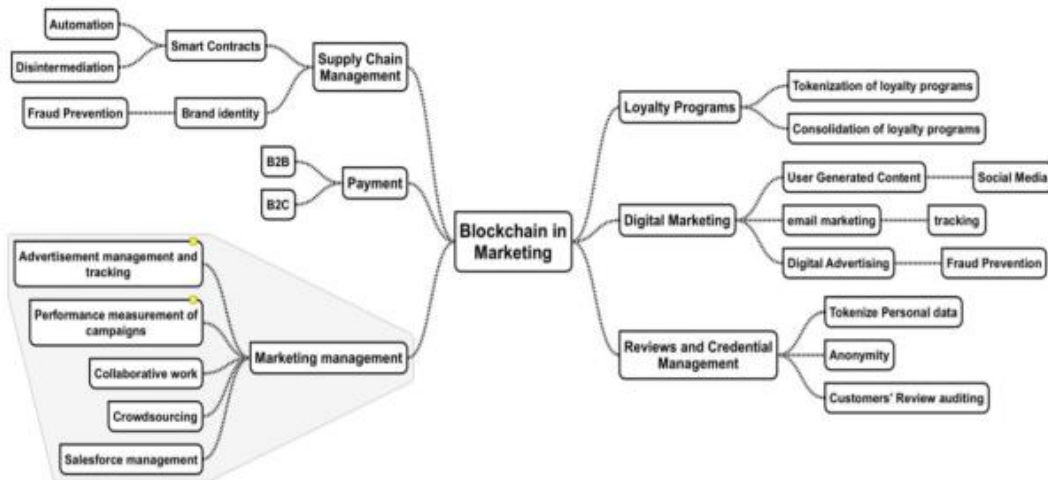 Automation
Smart Contracts
Disintermediation
Supply Chain
Management
Fraud Prevention
Brand identity
B2B
Payment
B2C
Advertisement management and
tracking
Performance measurement of
campaigns
Marketing management
Collaborative work
Crowdsourcing
Salesforce management
Blockchain in
Marketing
Loyalty Programs
Tokenization of loyalty programs
Consolidation of loyalty programs
Digital Marketing
User Generated Content
Social Media
email marketing
tracking
Digital Advertising
Fraud Prevention
Reviews and Credential
Management
Tokenize Personal data
Anonymity
Customers' Review auditing